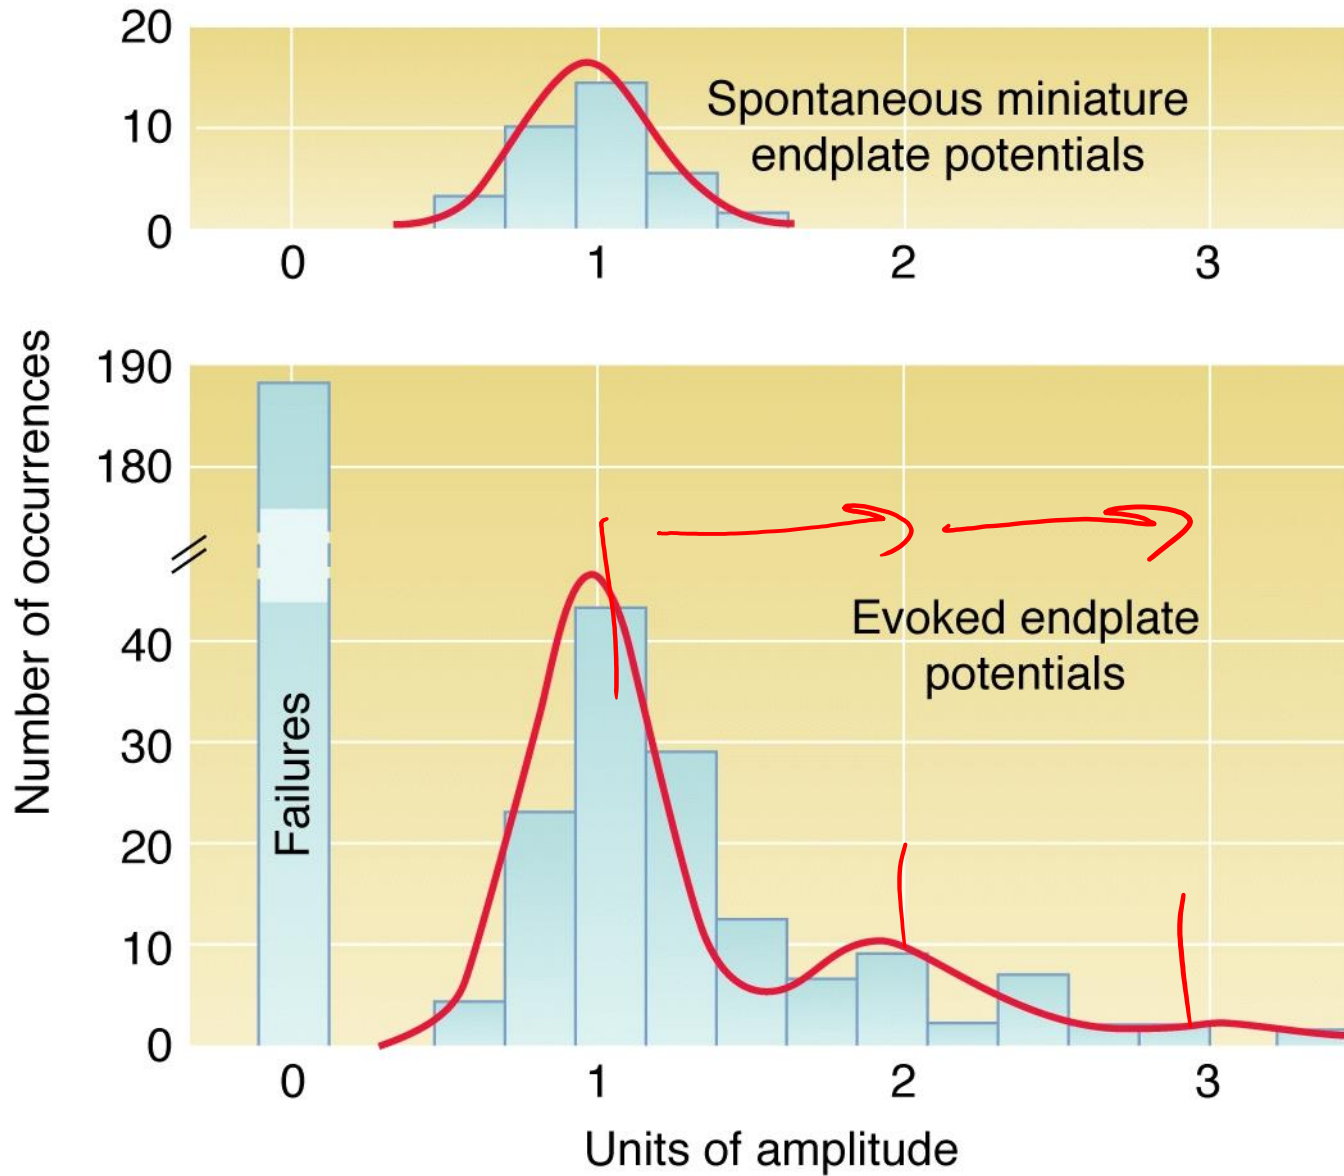 20
10
0
Spontaneous miniature
endplate potentials
0 1 2 3
Number of occurrences
190
180
40
30
20
10
0
Failures
Evoked endplate
potentials
0 1 2 3
Units of amplitude